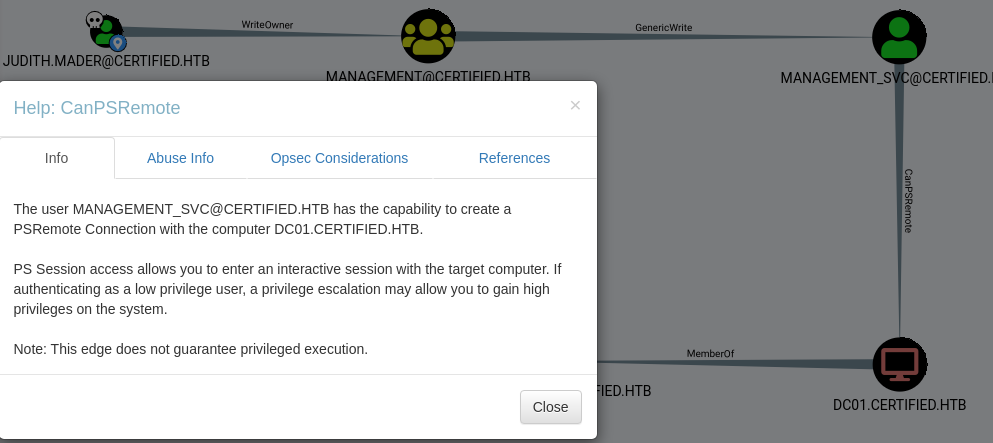 WriteOwner
GenericWrite
JUDITH.MADER@CERTIFIED.HTB
MANAGEMENT@CERTIFIED.HTB
MANAGEMENT_SVC@CERTIFIED.
Help: CanPSRemote
×
Info
Abuse Info
Opsec Considerations
References
The user MANAGEMENT_SVC@CERTIFIED.HTB has the capability to create a
PSRemote Connection with the computer DC01.CERTIFIED.HTB.
PS Session access allows you to enter an interactive session with the target computer. If
authenticating as a low privilege user, a privilege escalation may allow you to gain high
privileges on the system.
Note: This edge does not guarantee privileged execution.
Close
CanPSRemote
MemberOf
FIED.HTB
DC01.CERTIFIED.HTB